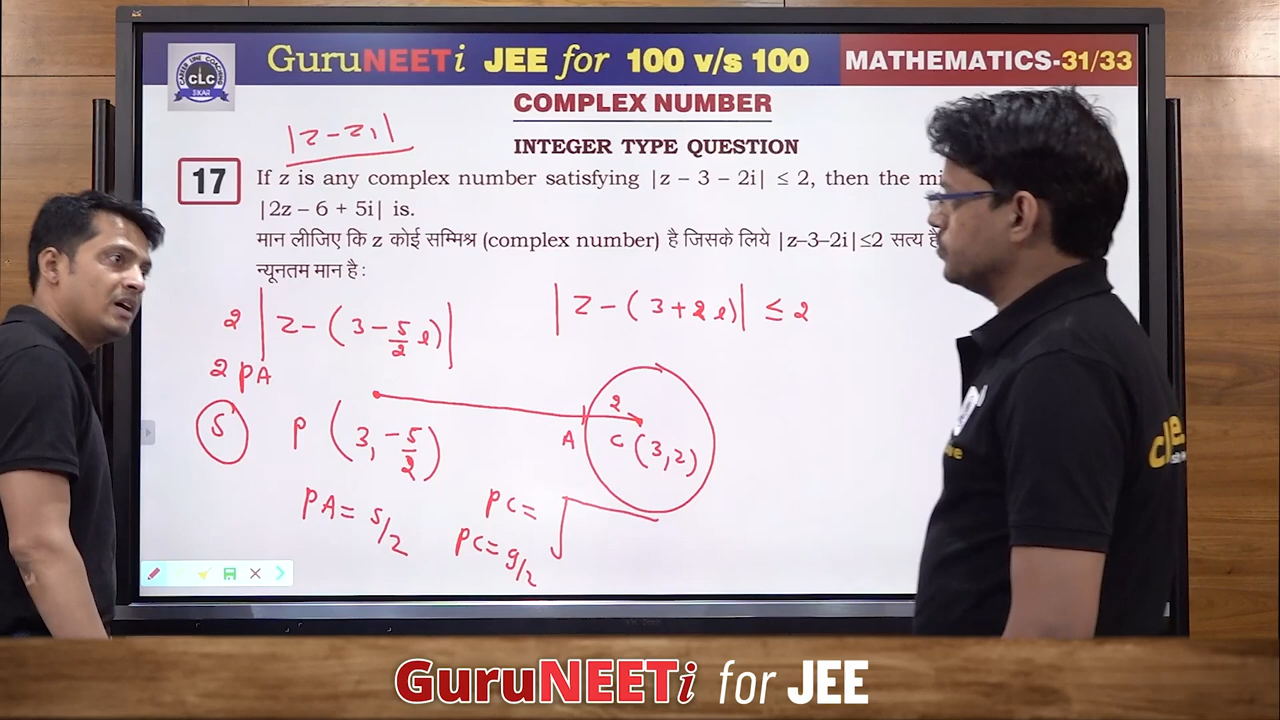 GuruNEETi JEE for 100 v/s 100
MATHEMATICS-31/33
CLC
SIKAR
COMPLEX NUMBER
|z-z₁|
INTEGER TYPE QUESTION
17
If z is any complex number satisfying |z – 3 – 2i| ≤ 2, then the mi
|2z – 6 + 5i| is.
मान लीजिए कि z कोई सम्मिश्र (complex number) है जिसके लिये |z–3–2i|≤2 सत्य है
न्यूनतम मान है :
2 |z-(3-5/2 i)|
|z-(3+2i)| ≤ 2
2PA
5
P (3, -5/2)
2
A
C (3,2)
PA = 5/2
PC = √
PC = 9/2
GuruNEETi for JEE